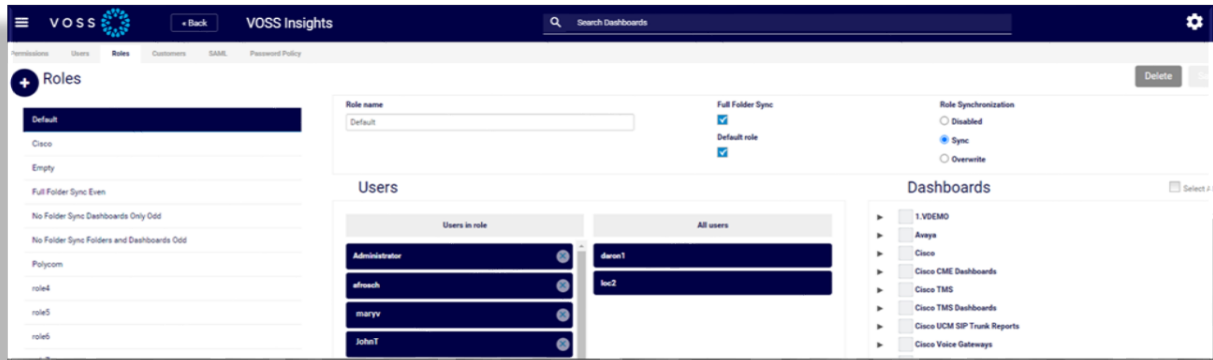 VOSS
« Back
VOSS Insights
Search Dashboards
Permissions Users Roles Customers SAML Password Policy
Roles
Delete
Default
Cisco
Empty
Full Folder Sync Even
No Folder Sync Dashboards Only Odd
No Folder Sync Folders and Dashboards Odd
Polycom
role4
role5
role6
Role name
Default
Full Folder Sync
Default role
Role Synchronization
Disabled
Sync
Overwrite
Users
Users in role
Administrator
afrosch
maryv
JohnT
All users
daron1
loc2
Dashboards
Select
1.VDEMO
Avaya
Cisco
Cisco CME Dashboards
Cisco TMS
Cisco TMS Dashboards
Cisco UCM SIP Trunk Reports
Cisco Voice Gateways